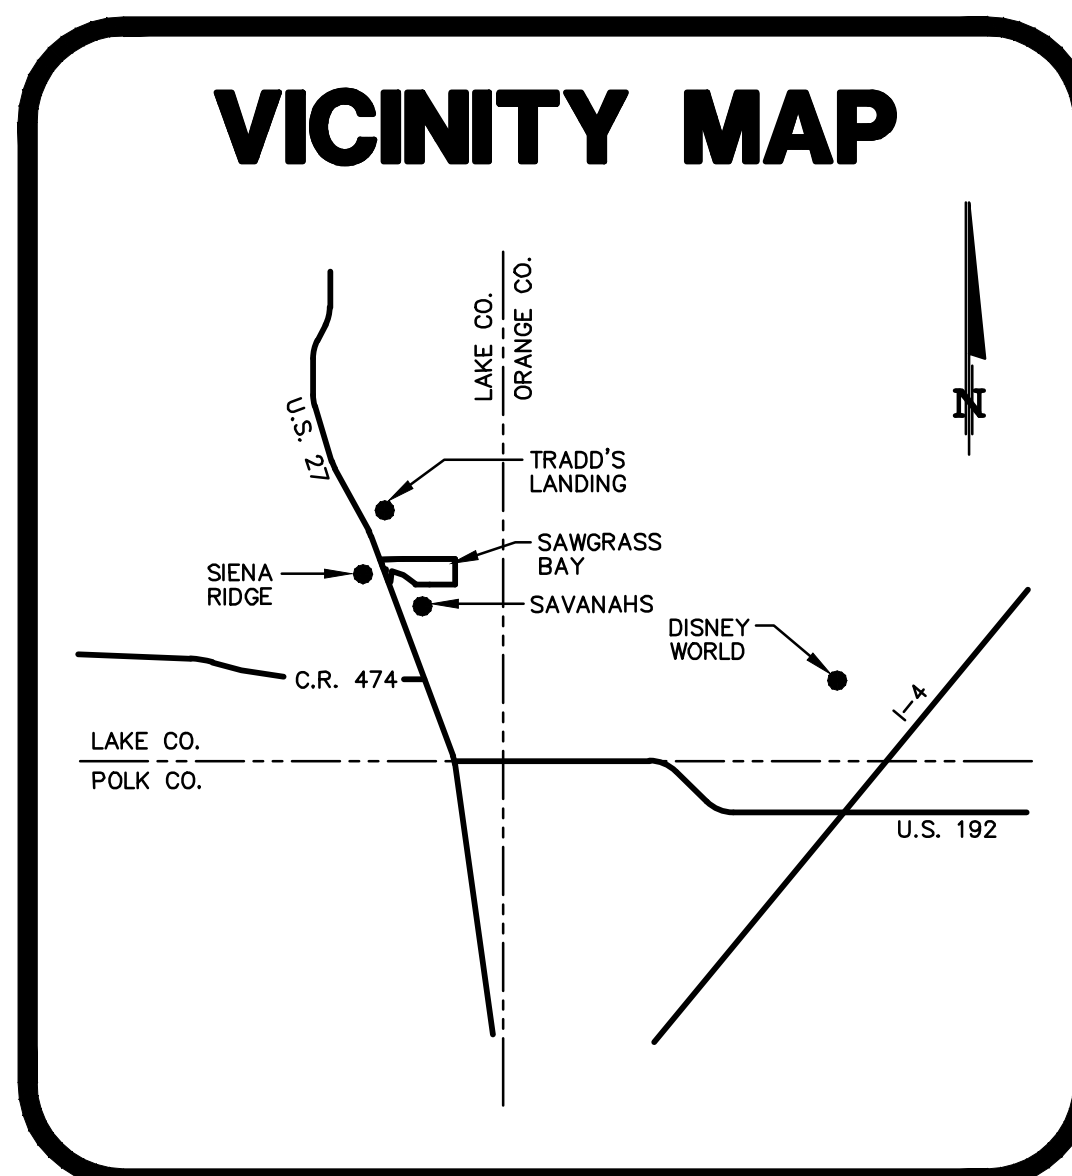 VICINITY MAP
LAKE CO.
ORANGE CO.
N
U.S. 27
TRADD'S
LANDING
SAWGRASS
BAY
SIENA
RIDGE
SAVANAHS
DISNEY
WORLD
C.R. 474
I-4
LAKE CO.
POLK CO.
U.S. 192